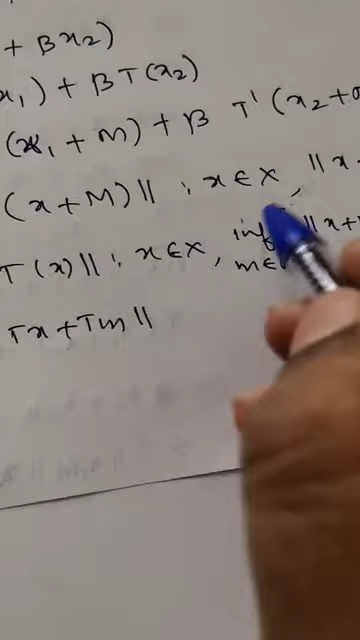 + βx₂)
x₁) + βT(x₂)
(x₁ + M) + β T'(x₂ +
(x + M)|| : x ∈ X, ||x
T(x)|| : x ∈ X, inf m∈ ||x +
Tx + Tm||